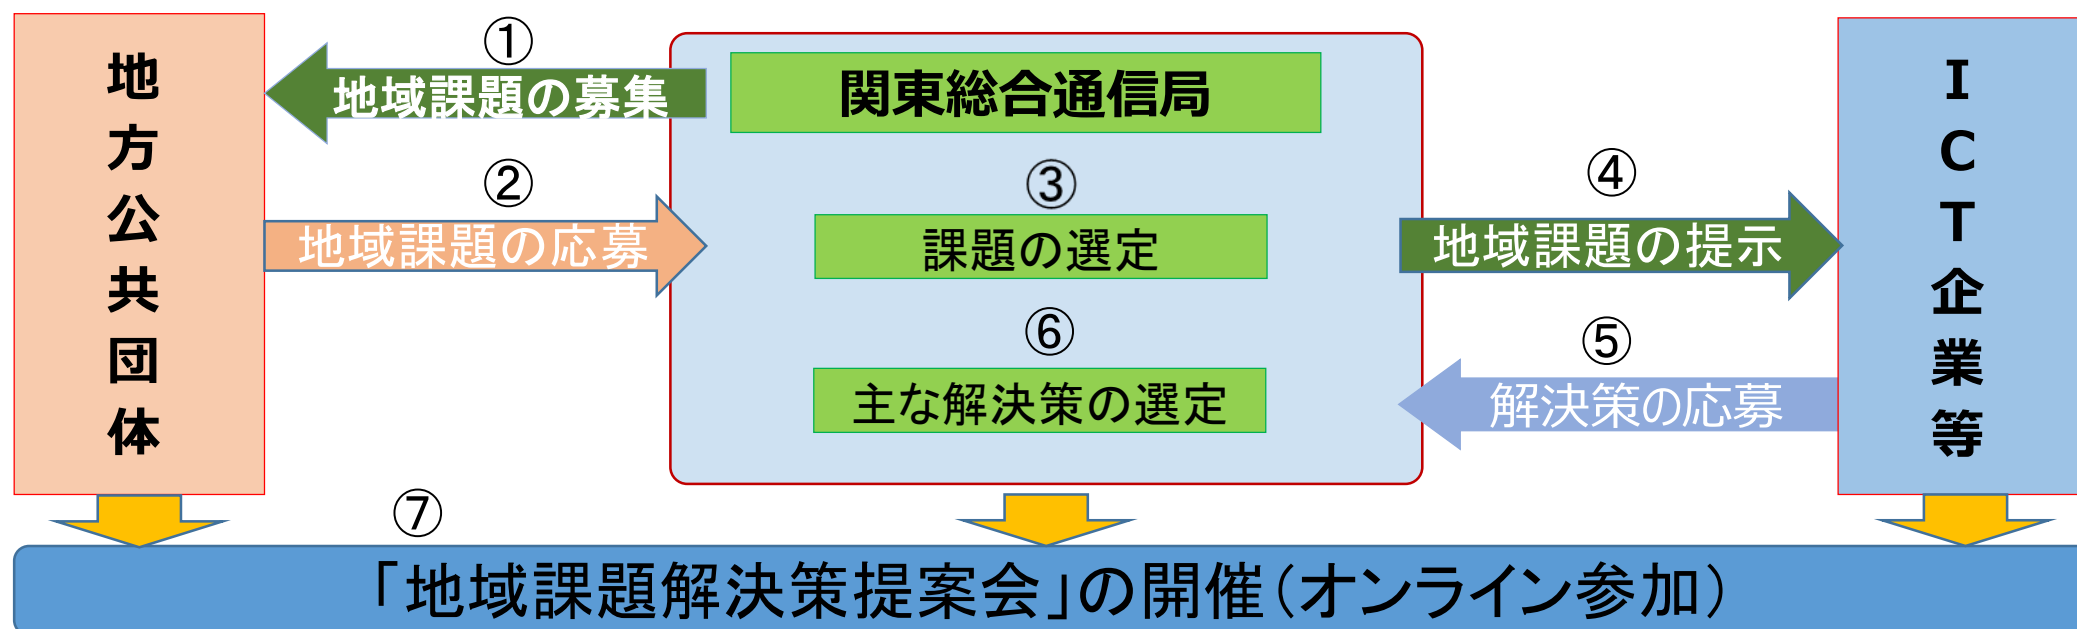 地方公共団体
①
地域課題の募集
②
地域課題の応募
関東総合通信局
③
課題の選定
⑥
主な解決策の選定
④
地域課題の提示
⑤
解決策の応募
ICT企業等
⑦
「地域課題解決策提案会」の開催（オンライン参加）